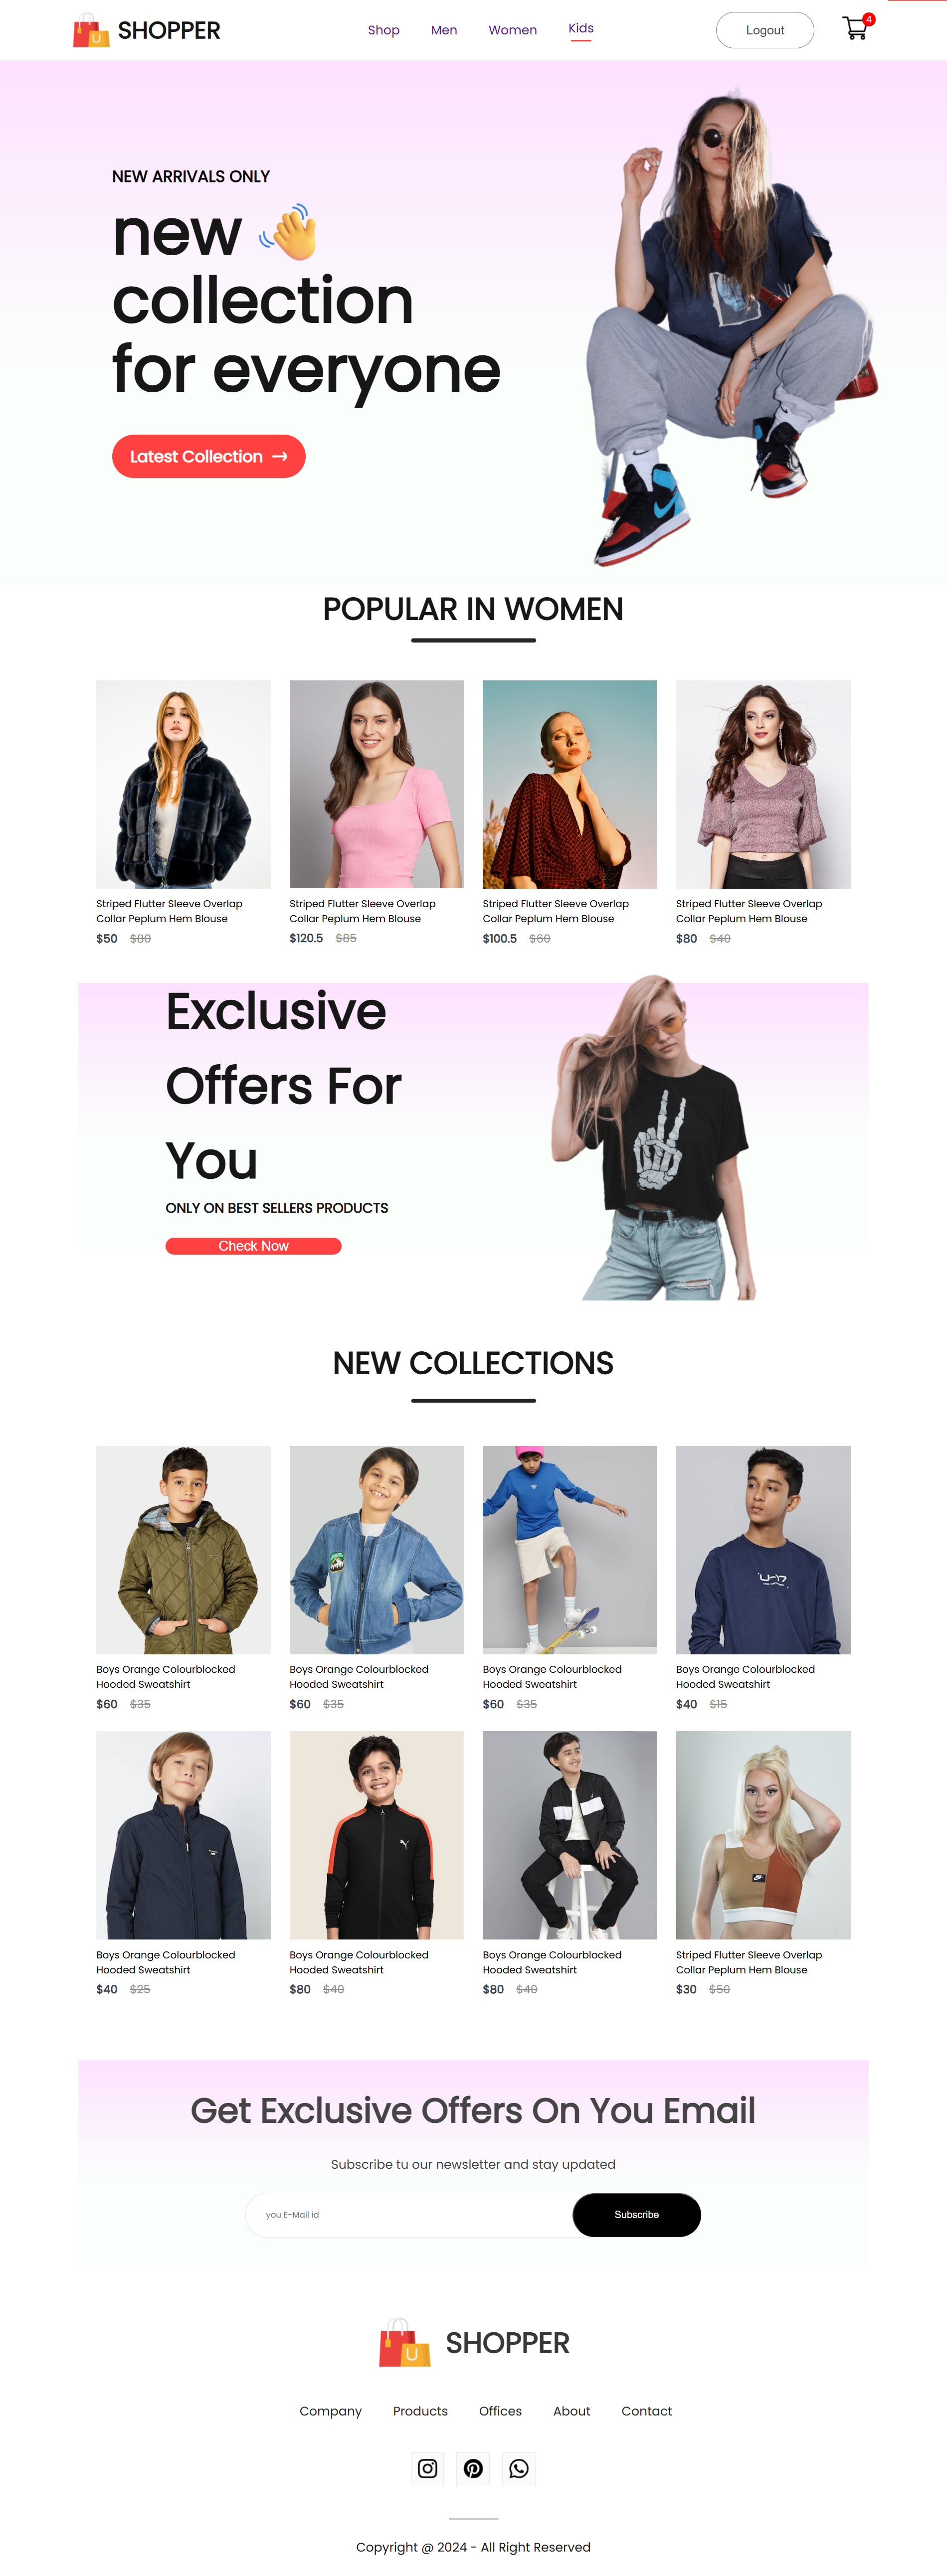 SHOPPER
Shop Men Women Kids
Logout
4
NEW ARRIVALS ONLY
new
collection
for everyone
Latest Collection →
POPULAR IN WOMEN
Striped Flutter Sleeve Overlap
Collar Peplum Hem Blouse
$50 $80
Striped Flutter Sleeve Overlap
Collar Peplum Hem Blouse
$120.5 $85
Striped Flutter Sleeve Overlap
Collar Peplum Hem Blouse
$100.5 $60
Striped Flutter Sleeve Overlap
Collar Peplum Hem Blouse
$80 $40
Exclusive
Offers For
You
ONLY ON BEST SELLERS PRODUCTS
Check Now
NEW COLLECTIONS
Boys Orange Colourblocked
Hooded Sweatshirt
$60 $35
Boys Orange Colourblocked
Hooded Sweatshirt
$60 $35
Boys Orange Colourblocked
Hooded Sweatshirt
$60 $35
Boys Orange Colourblocked
Hooded Sweatshirt
$40 $15
Boys Orange Colourblocked
Hooded Sweatshirt
$40 $25
Boys Orange Colourblocked
Hooded Sweatshirt
$80 $40
Boys Orange Colourblocked
Hooded Sweatshirt
$80 $40
Striped Flutter Sleeve Overlap
Collar Peplum Hem Blouse
$30 $50
Get Exclusive Offers On You Email
Subscribe tu our newsletter and stay updated
you E-Mail id
Subscribe
SHOPPER
Company Products Offices About Contact
Copyright @ 2024 - All Right Reserved